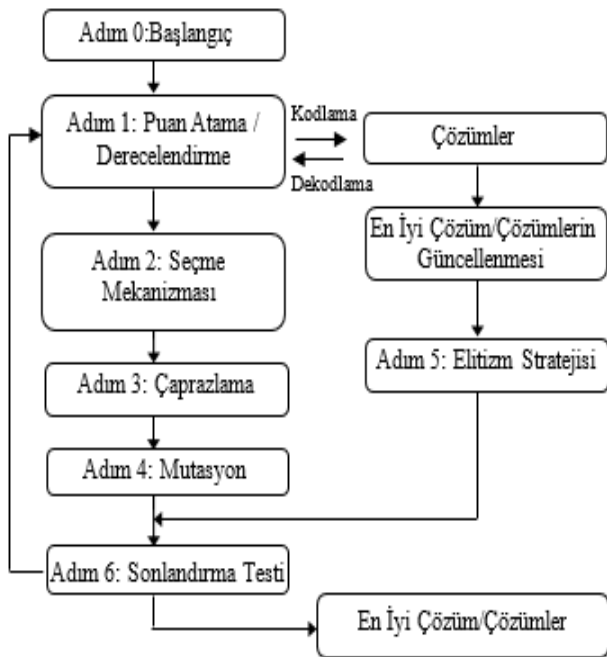 Adım 0:Başlangıç
Adım 1: Puan Atama /
Derecelendirme
Kodlama
Dekodlama
Çözümler
En İyi Çözüm/Çözümlerin
Güncellenmesi
Adım 2: Seçme
Mekanizması
Adım 5: Elitizm Stratejisi
Adım 3: Çaprazlama
Adım 4: Mutasyon
Adım 6: Sonlandırma Testi
En İyi Çözüm/Çözümler